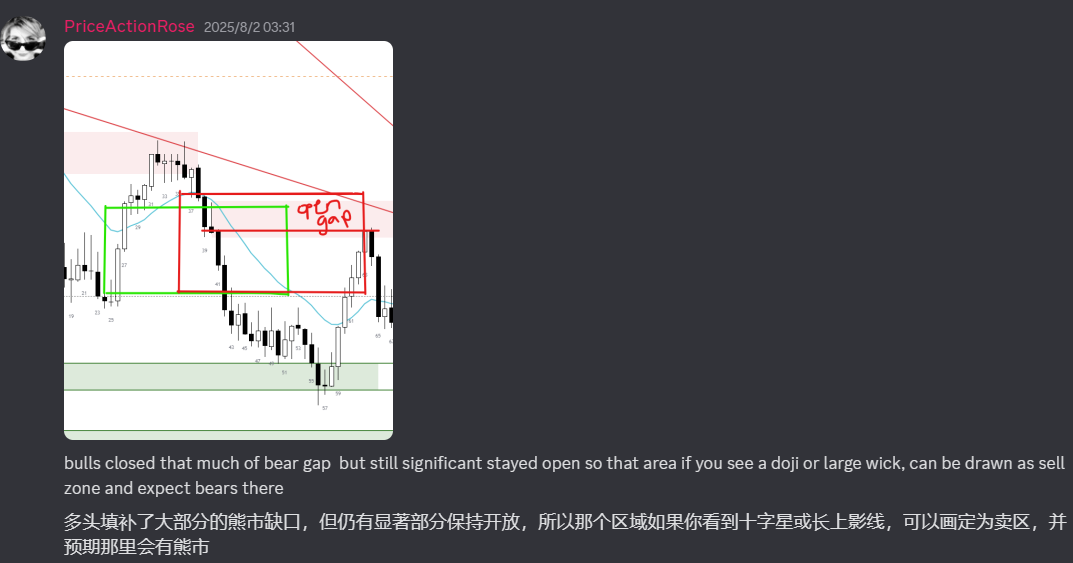 PriceActionRose 2025/8/2 03:31
open
gap
bulls closed that much of bear gap but still significant stayed open so that area if you see a doji or large wick, can be drawn as sell
zone and expect bears there
多头填补了大部分的熊市缺口，但仍有显著部分保持开放，所以那个区域如果你看到十字星或长上影线，可以画定为卖区，并
预期那里会有熊市